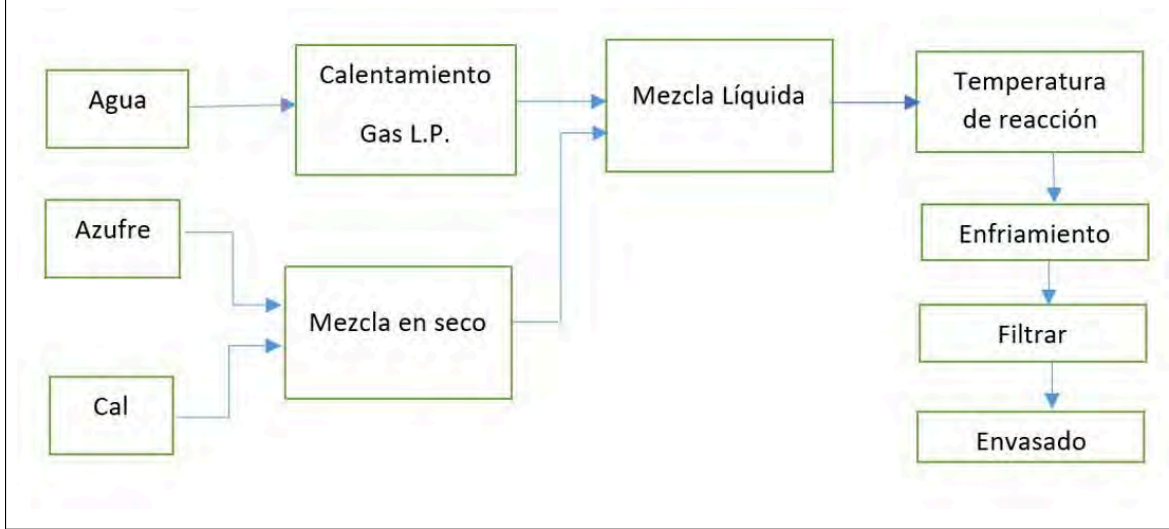 Agua
Calentamiento
Gas L.P.
Mezcla Líquida
Temperatura
de reacción
Azufre
Mezcla en seco
Cal
Enfriamiento
Filtrar
Envasado